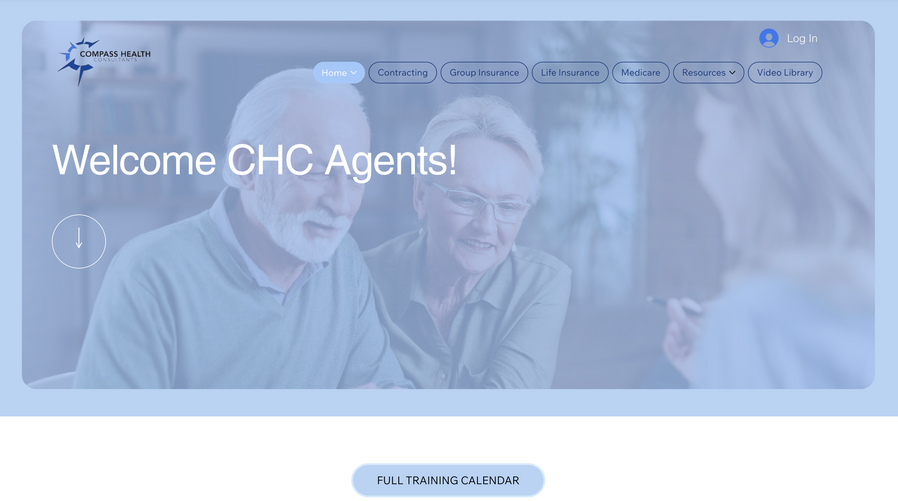 COMPASS HEALTH
CONSULTANTS
Log In
Home
Contracting
Group Insurance
Life Insurance
Medicare
Resources
Video Library
Welcome CHC Agents!
FULL TRAINING CALENDAR